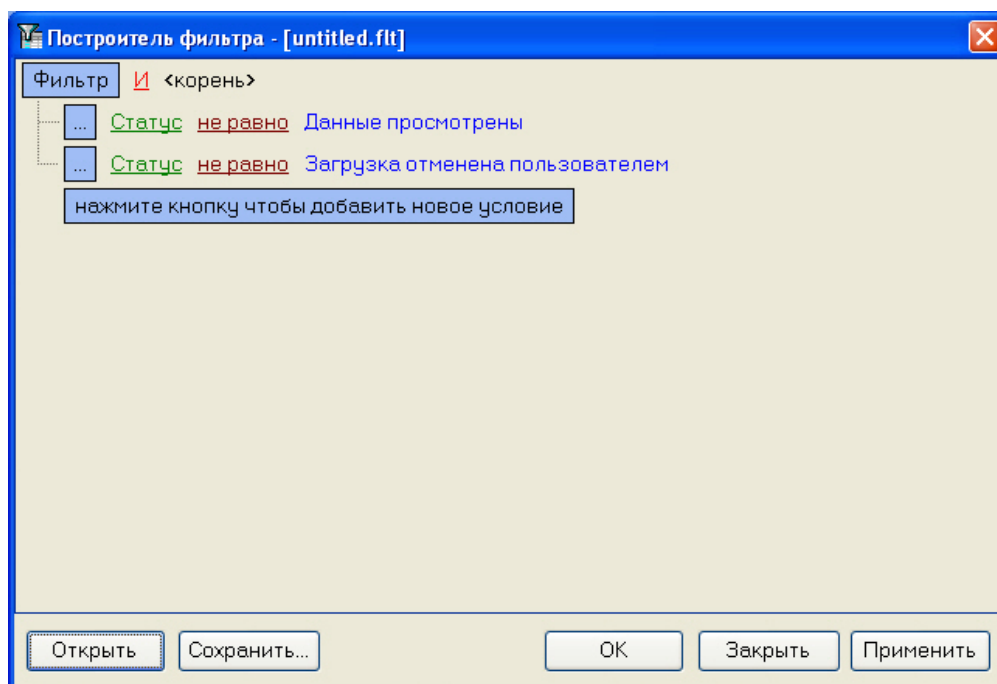 Построитель фильтра - [untitled.flt]
Фильтр И <корень>
... Статус не равно Данные просмотрены
... Статус не равно Загрузка отменена пользователем
нажмите кнопку чтобы добавить новое условие
Открыть Сохранить... ОК Закрыть Применить